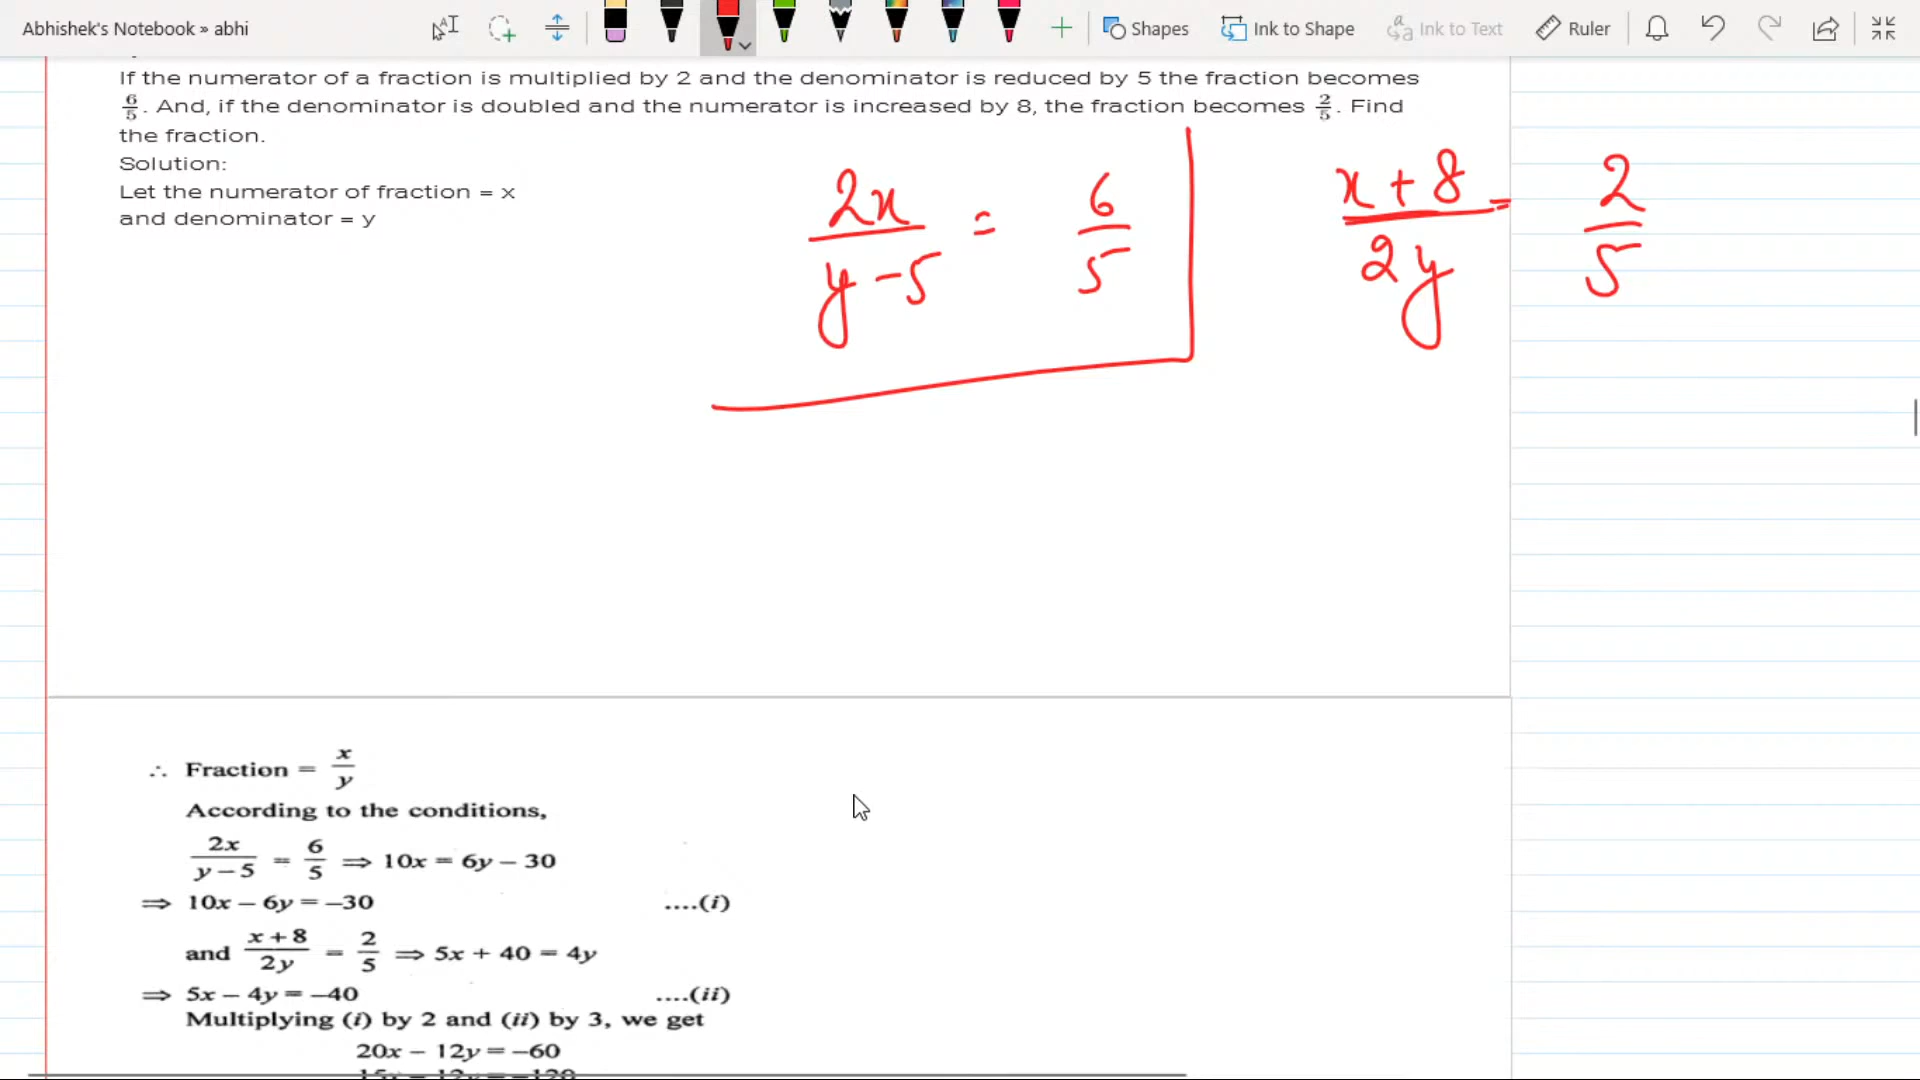 Abhishek's Notebook » abhi
Shapes
Ink to Shape
Ink to Text
Ruler
If the numerator of a fraction is multiplied by 2 and the denominator is reduced by 5 the fraction becomes
6/5. And, if the denominator is doubled and the numerator is increased by 8, the fraction becomes 2/5. Find
the fraction.
Solution:
Let the numerator of fraction = x
and denominator = y
2x/(y-5) = 6/5
(x+8)/2y = 2/5
∴ Fraction = x/y
According to the conditions,
2x/(y – 5) = 6/5 ⟹ 10x = 6y – 30
⟹ 10x – 6y = –30 ....(i)
and (x + 8)/2y = 2/5 ⟹ 5x + 40 = 4y
⟹ 5x – 4y = –40 ....(ii)
Multiplying (i) by 2 and (ii) by 3, we get
20x – 12y = –60
15x – 12y = –120